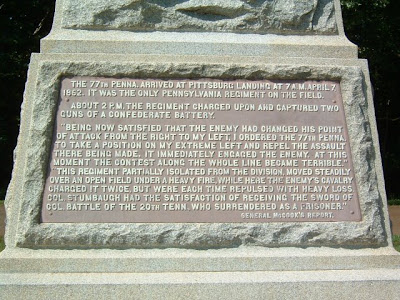 THE 77TH PENNA. ARRIVED AT PITTSBURG LANDING AT 7 A.M. APRIL 7,
1862. IT WAS THE ONLY PENNSYLVANIA REGIMENT ON THE FIELD.
ABOUT 2 P.M. THE REGIMENT CHARGED UPON AND CAPTURED TWO
GUNS OF A CONFEDERATE BATTERY.
"BEING NOW SATISFIED THAT THE ENEMY HAD CHANGED HIS POINT
OF ATTACK FROM THE RIGHT TO MY LEFT, I ORDERED THE 77TH PENNA.
TO TAKE A POSITION ON MY EXTREME LEFT AND REPEL THE ASSAULT
THERE BEING MADE. IT IMMEDIATELY ENGAGED THE ENEMY. AT THIS
MOMENT THE CONTEST ALONG THE WHOLE LINE BECAME TERRIBLE."
"THIS REGIMENT PARTIALLY ISOLATED FROM THE DIVISION, MOVED STEADILY
OVER AN OPEN FIELD UNDER A HEAVY FIRE. WHILE HERE THE ENEMY'S CAVALRY
CHARGED IT TWICE, BUT WERE EACH TIME REPULSED WITH HEAVY LOSS.
COL. STUMBAUGH HAD THE SATISFACTION OF RECEIVING THE SWORD OF
COL. BATTLE OF THE 20TH TENN. WHO SURRENDERED AS A PRISONER."
GENERAL MCCOOK'S REPORT.